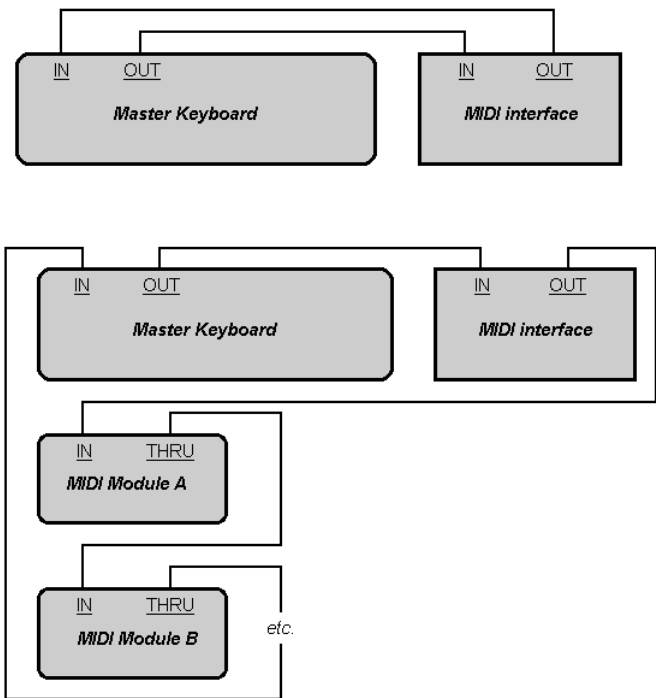 IN OUT IN OUT
Master Keyboard MIDI interface
IN OUT IN OUT
Master Keyboard MIDI interface
IN THRU
MIDI Module A
IN THRU
etc.
MIDI Module B